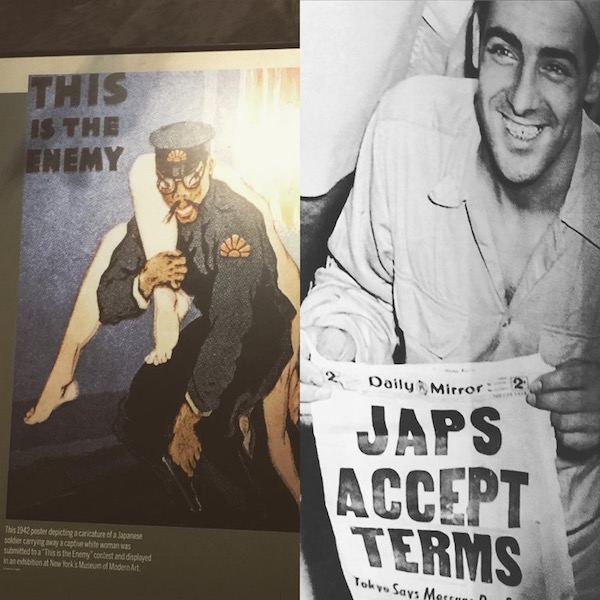 THIS
IS THE
ENEMY
This 1942 poster depicting a caricature of a Japanese
soldier carrying away a captive white woman was
submitted to a "This is the Enemy" contest and displayed
in an exhibition at New York's Museum of Modern Art.
2¢ Daily Mirror 2¢
JAPS
ACCEPT
TERMS
Tokyo Says